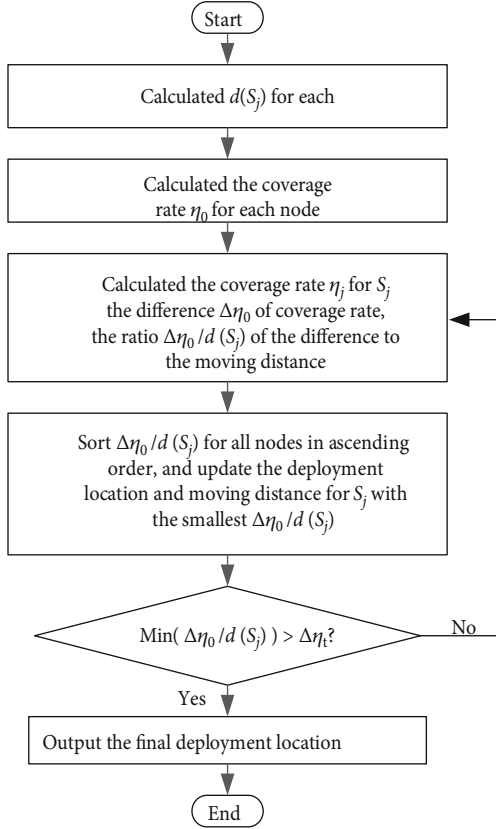 Start
Calculated d(Sⱼ) for each
Calculated the coverage
rate η₀ for each node
Calculated the coverage rate ηⱼ for Sⱼ
the difference Δη₀ of coverage rate,
the ratio Δη₀/d (Sⱼ) of the difference to
the moving distance
Sort Δη₀/d (Sⱼ) for all nodes in ascending
order, and update the deployment
location and moving distance for Sⱼ with
the smallest Δη₀/d (Sⱼ)
Min( Δη₀/d (Sⱼ) ) > Δηₜ?
No
Yes
Output the final deployment location
End